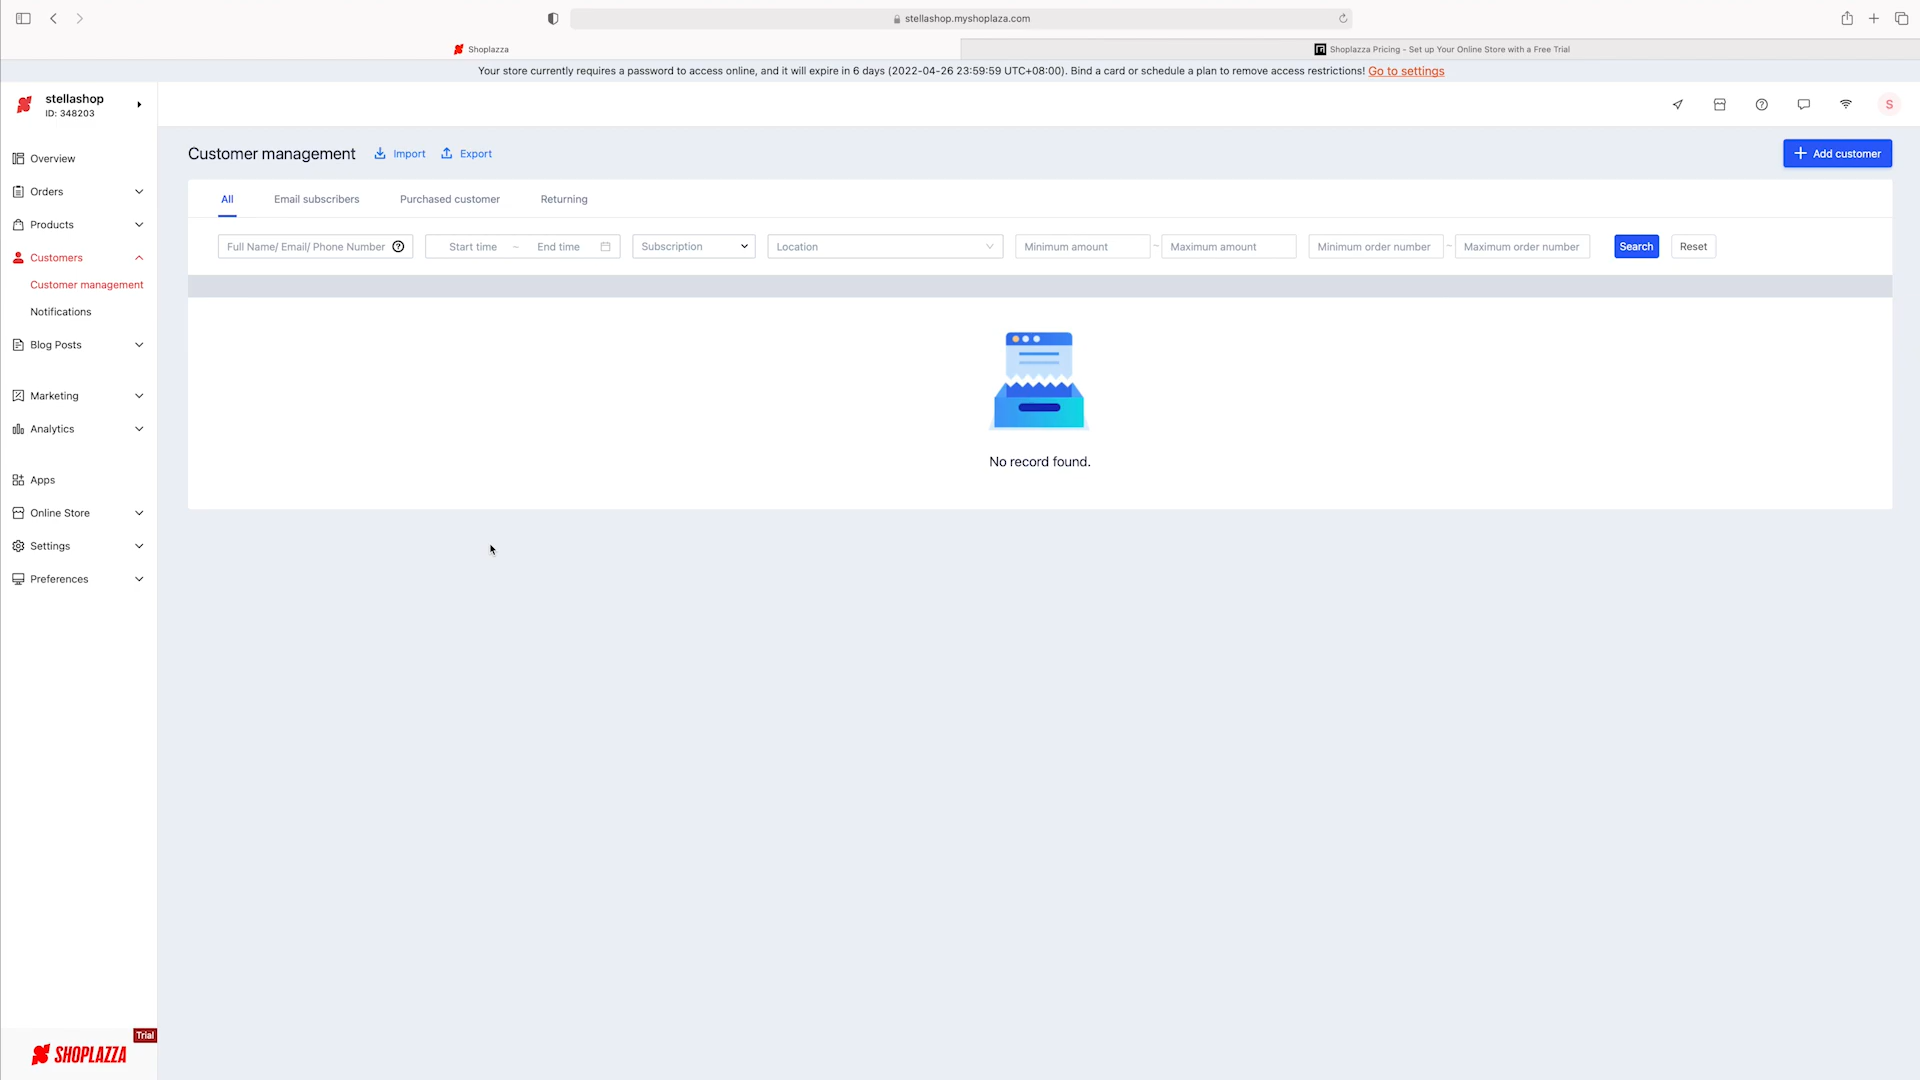 stellashop.myshoplaza.com
Shoplazza
Shoplazza Pricing - Set up Your Online Store with a Free Trial
Your store currently requires a password to access online, and it will expire in 6 days (2022-04-26 23:59:59 UTC+08:00). Bind a card or schedule a plan to remove access restrictions! Go to settings
stellashop
ID: 348203
S
Overview
Orders
Products
Customers
Customer management
Notifications
Blog Posts
Marketing
Analytics
Apps
Online Store
Settings
Preferences
Trial
SHOPLAZZA
Customer management
Import
Export
+ Add customer
All
Email subscribers
Purchased customer
Returning
Full Name/ Email/ Phone Number
Start time ~ End time
Subscription
Location
Minimum amount ~ Maximum amount
Minimum order number ~ Maximum order number
Search
Reset
No record found.